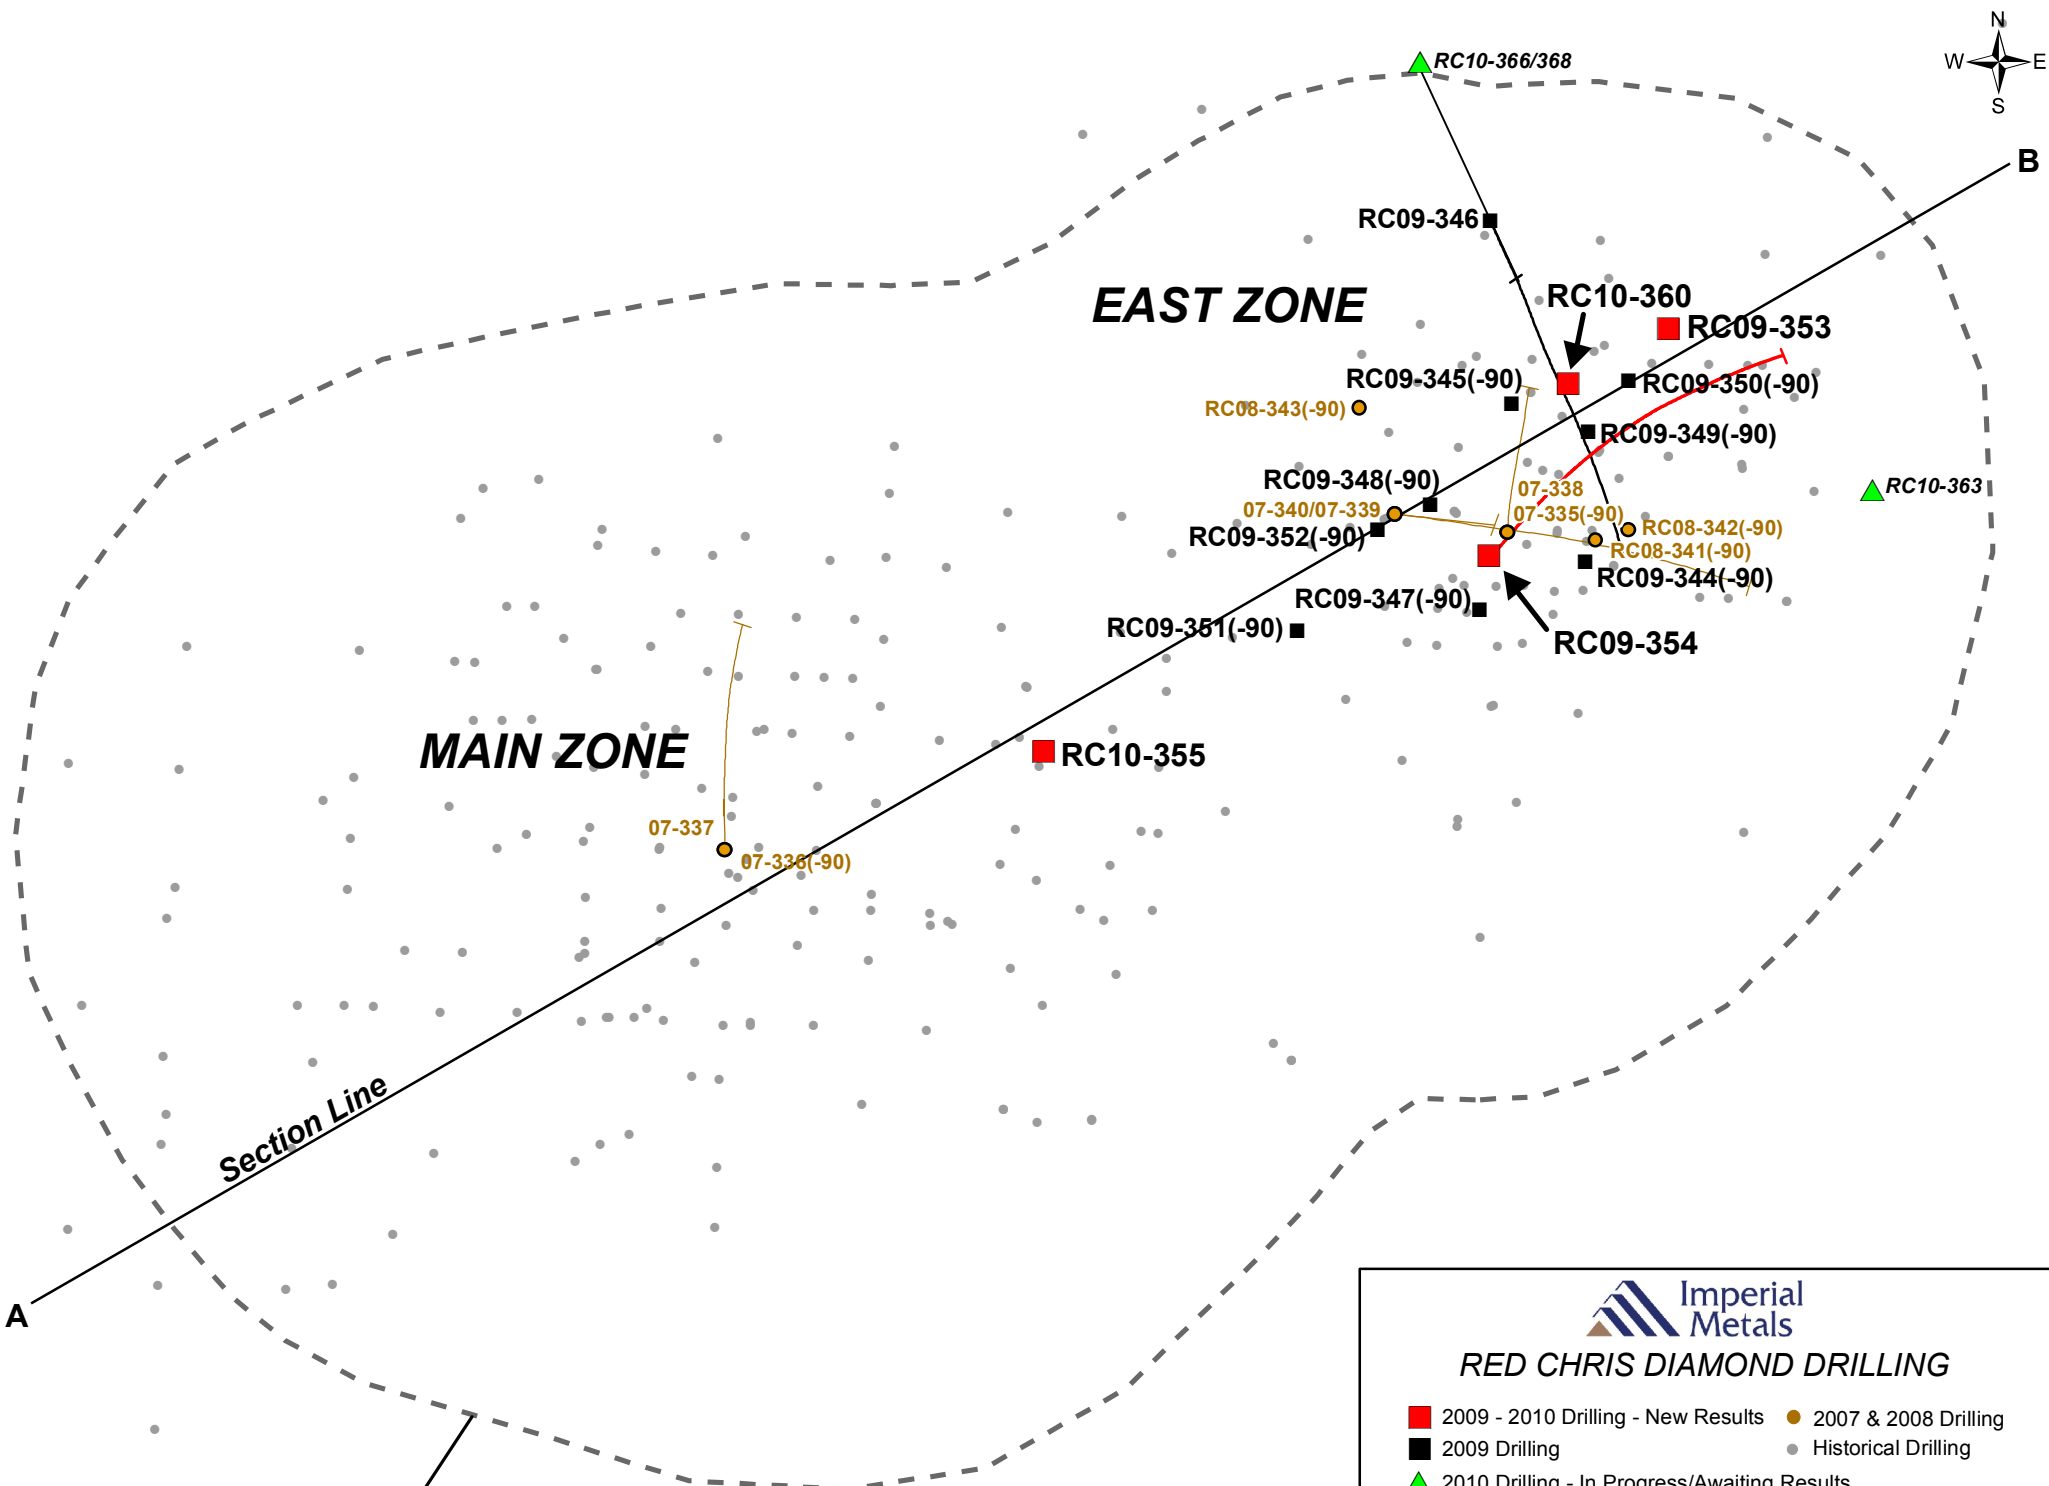 N
W E
S
RC10-366/368
B
RC09-346
EAST ZONE
RC10-360
RC09-353
RC09-345(-90)
RC09-350(-90)
RC08-343(-90)
RC09-349(-90)
RC09-348(-90)
07-338
RC10-363
07-340/07-339
07-335(-90)
RC08-342(-90)
RC09-352(-90)
RC08-341(-90)
RC09-344(-90)
RC09-347(-90)
RC09-351(-90)
RC09-354
MAIN ZONE
RC10-355
07-337
07-336(-90)
Section Line
A
Imperial
Metals
RED CHRIS DIAMOND DRILLING
2009 - 2010 Drilling - New Results
2007 & 2008 Drilling
2009 Drilling
Historical Drilling
2010 Drilling - In Progress/Awaiting Results